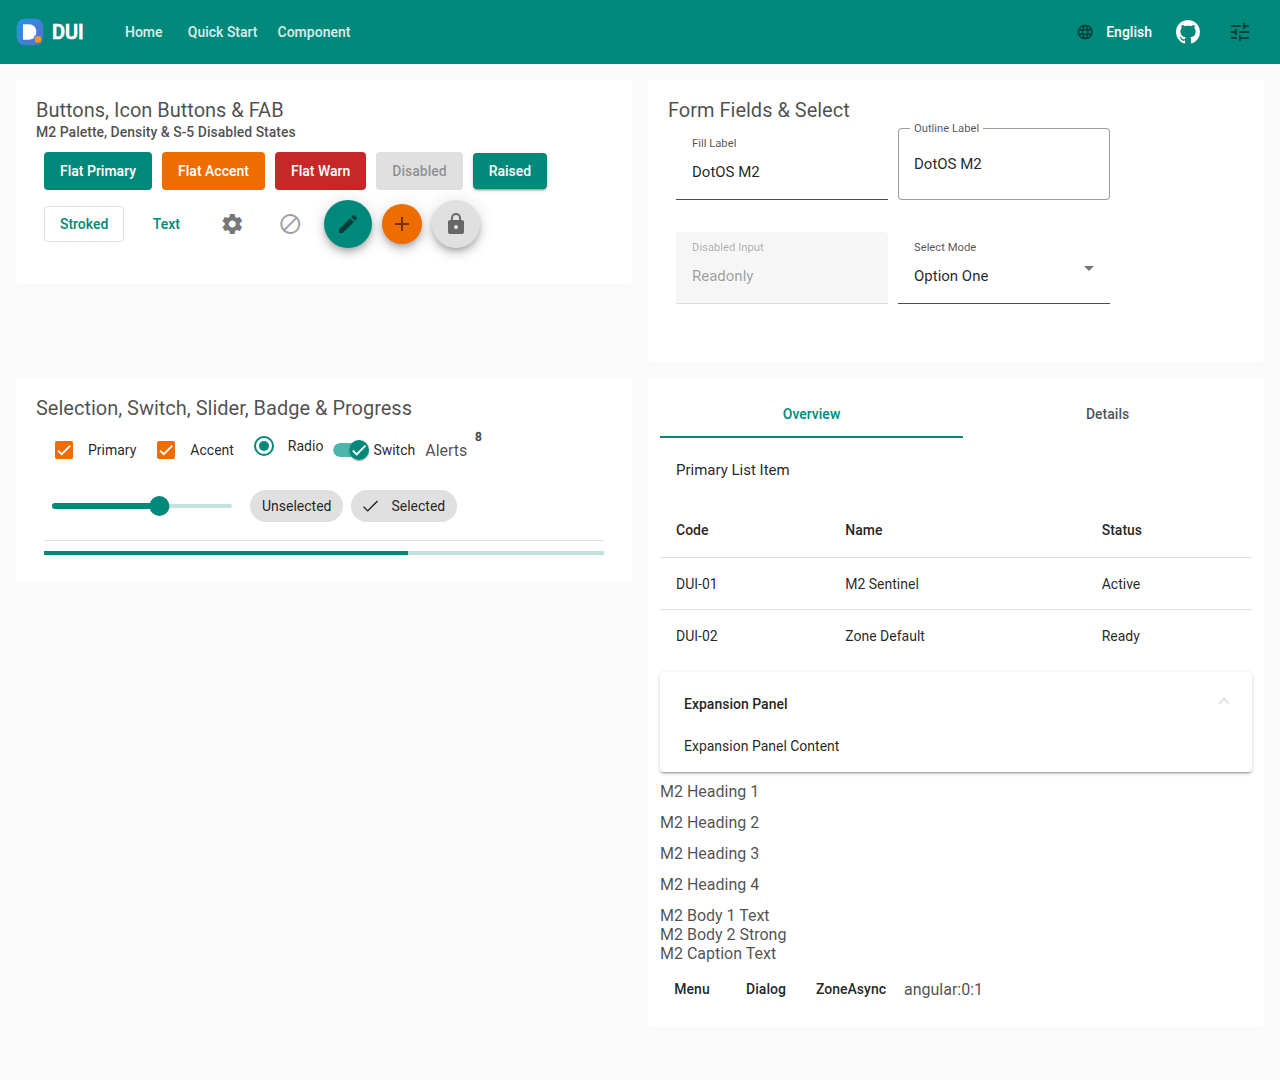 DUI
Home
Quick Start
Component
English
Buttons, Icon Buttons & FAB
M2 Palette, Density & S-5 Disabled States
Flat Primary
Flat Accent
Flat Warn
Disabled
Raised
Stroked
Text
Form Fields & Select
Fill Label
DotOS M2
Outline Label
DotOS M2
Disabled Input
Readonly
Select Mode
Option One
Selection, Switch, Slider, Badge & Progress
Primary
Accent
Radio
Switch
Alerts
8
Unselected
Selected
Overview
Details
Primary List Item
Code Name Status
DUI-01 M2 Sentinel Active
DUI-02 Zone Default Ready
Expansion Panel
Expansion Panel Content
M2 Heading 1
M2 Heading 2
M2 Heading 3
M2 Heading 4
M2 Body 1 Text
M2 Body 2 Strong
M2 Caption Text
Menu
Dialog
ZoneAsync
angular:0:1